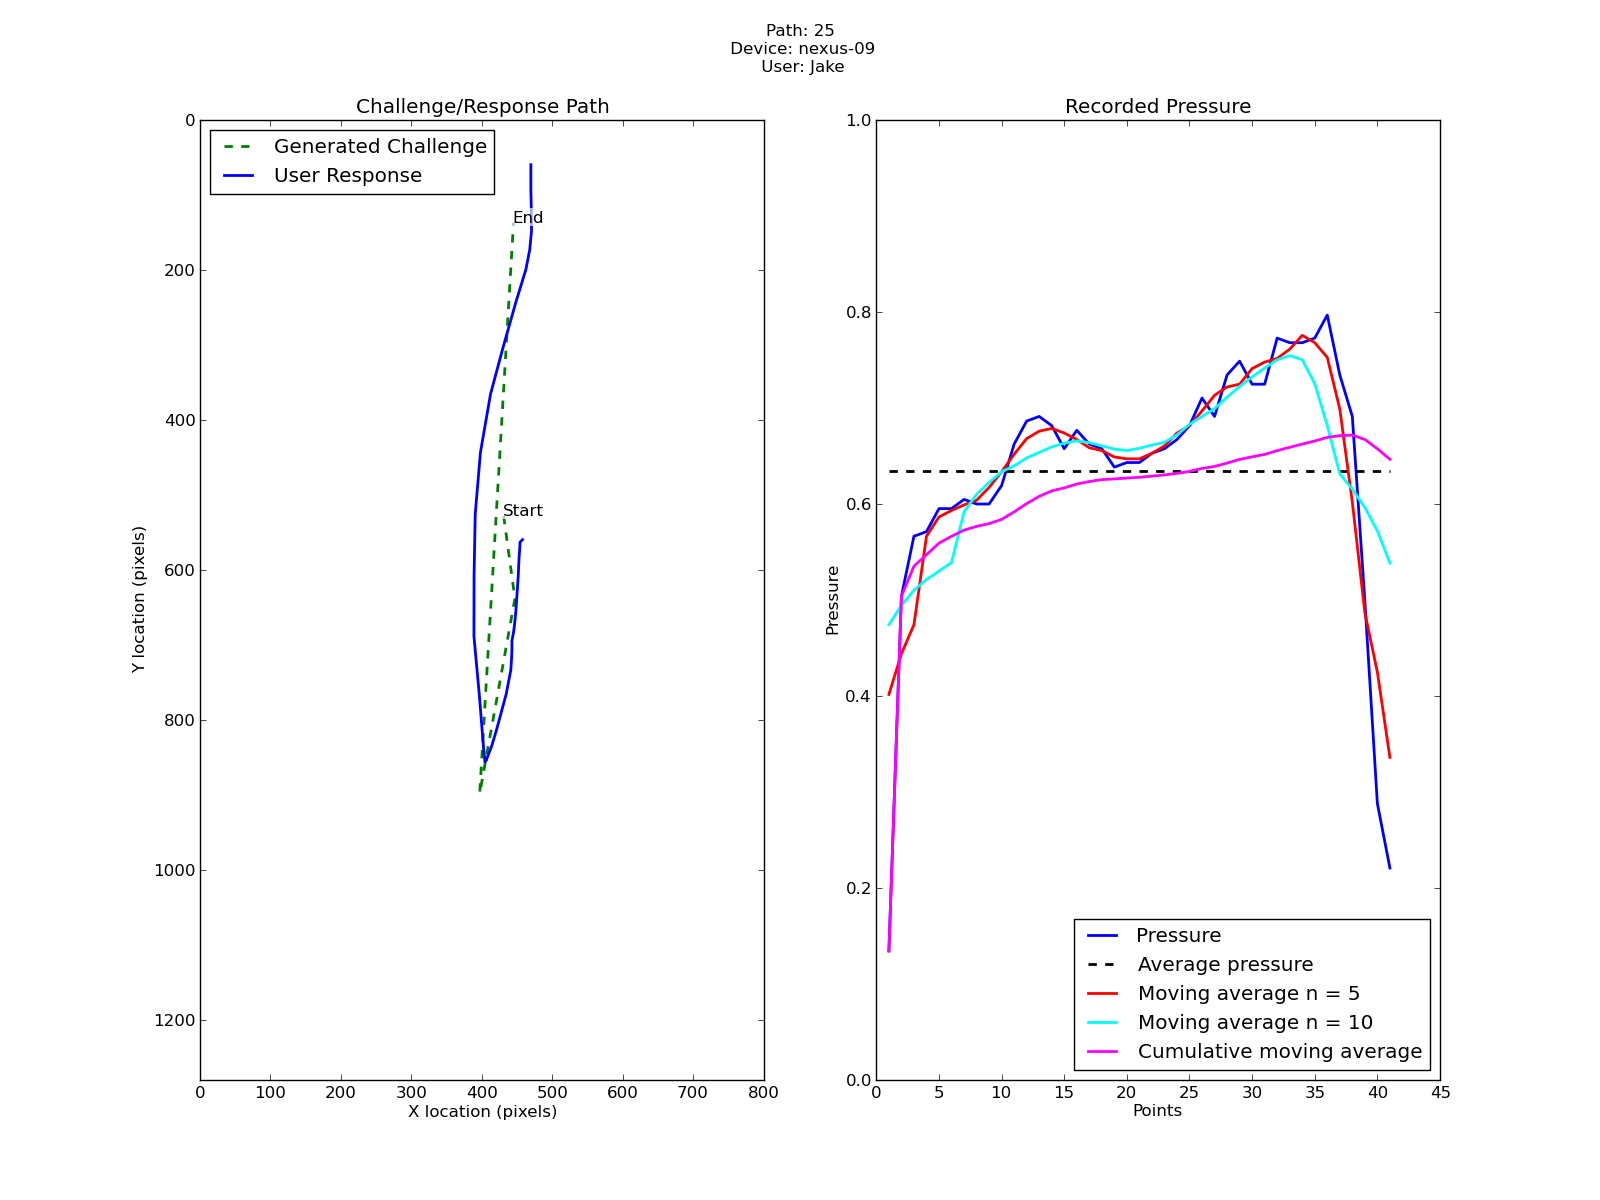 Path: 25
Device: nexus-09
User: Jake
Challenge/Response Path
Generated Challenge
User Response
End
Start
0
200
400
600
800
1000
1200
Y location (pixels)
0 100 200 300 400 500 600 700 800
X location (pixels)
Recorded Pressure
1.0
0.8
0.6
0.4
0.2
0.0
Pressure
Pressure
Average pressure
Moving average n = 5
Moving average n = 10
Cumulative moving average
0 5 10 15 20 25 30 35 40 45
Points